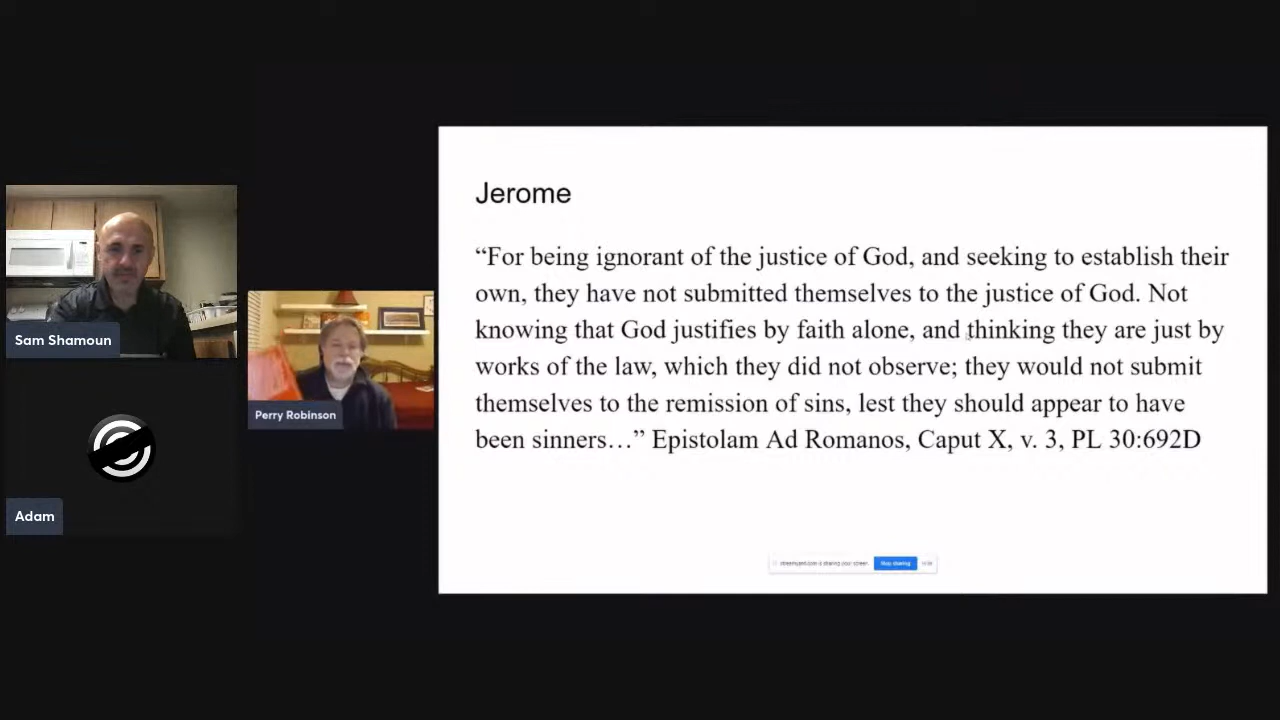 Sam Shamoun
Adam
Perry Robinson
Jerome
“For being ignorant of the justice of God, and seeking to establish their
own, they have not submitted themselves to the justice of God. Not
knowing that God justifies by faith alone, and thinking they are just by
works of the law, which they did not observe; they would not submit
themselves to the remission of sins, lest they should appear to have
been sinners…” Epistolam Ad Romanos, Caput X, v. 3, PL 30:692D
is sharing your screen
Stop sharing